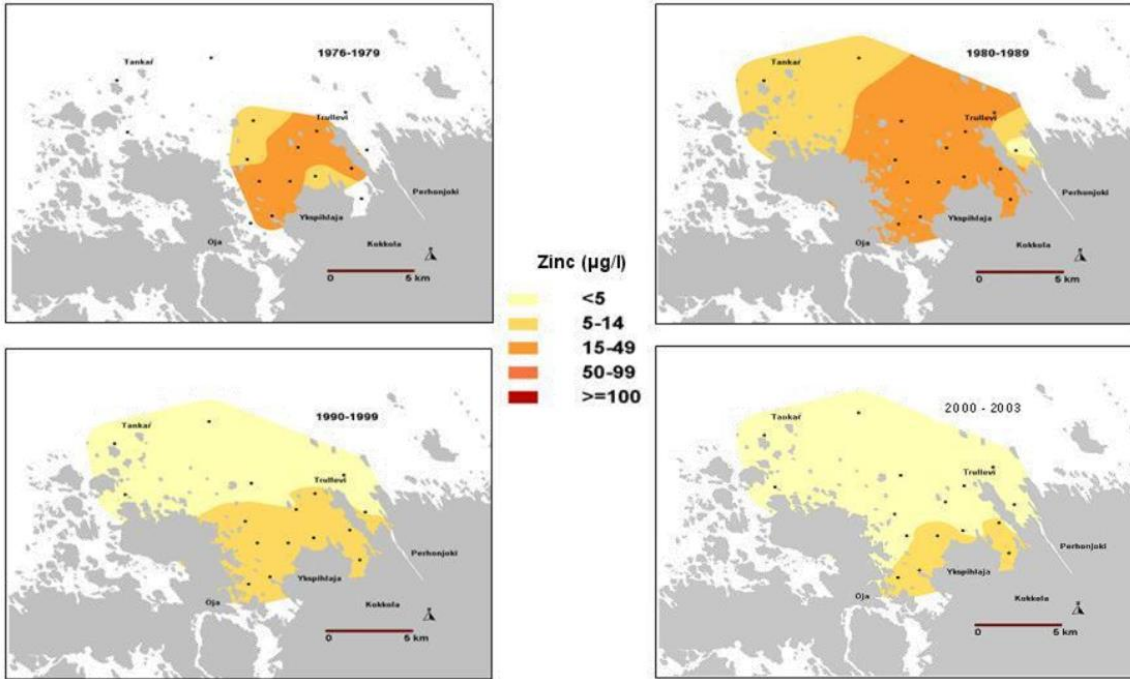 1976-1979
Tankar
Trullevi
Perhonjoki
Ykspihlaja
Oja
Kokkola
0 5 km
1980-1989
Tankar
Trullevi
Perhonjoki
Ykspihlaja
Oja
Kokkola
0 5 km
Zinc (µg/l)
<5
5-14
15-49
50-99
>=100
1990-1999
Tankar
Trullevi
Perhonjoki
Ykspihlaja
Oja
Kokkola
0 5 km
2000 - 2003
Tankar
Trullevi
Perhonjoki
Ykspihlaja
Oja
Kokkola
0 5 km